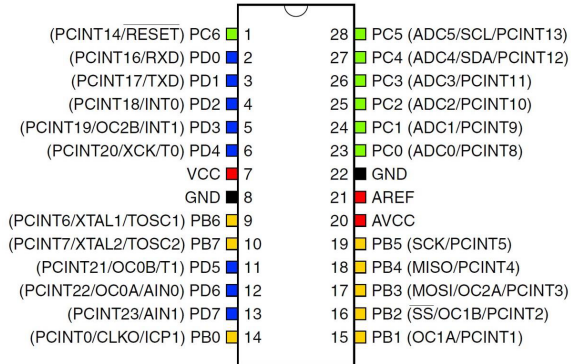 (PCINT14/RESET) PC6 1 28 PC5 (ADC5/SCL/PCINT13)
(PCINT16/RXD) PD0 2 27 PC4 (ADC4/SDA/PCINT12)
(PCINT17/TXD) PD1 3 26 PC3 (ADC3/PCINT11)
(PCINT18/INT0) PD2 4 25 PC2 (ADC2/PCINT10)
(PCINT19/OC2B/INT1) PD3 5 24 PC1 (ADC1/PCINT9)
(PCINT20/XCK/T0) PD4 6 23 PC0 (ADC0/PCINT8)
VCC 7 22 GND
GND 8 21 AREF
(PCINT6/XTAL1/TOSC1) PB6 9 20 AVCC
(PCINT7/XTAL2/TOSC2) PB7 10 19 PB5 (SCK/PCINT5)
(PCINT21/OC0B/T1) PD5 11 18 PB4 (MISO/PCINT4)
(PCINT22/OC0A/AIN0) PD6 12 17 PB3 (MOSI/OC2A/PCINT3)
(PCINT23/AIN1) PD7 13 16 PB2 (SS/OC1B/PCINT2)
(PCINT0/CLKO/ICP1) PB0 14 15 PB1 (OC1A/PCINT1)